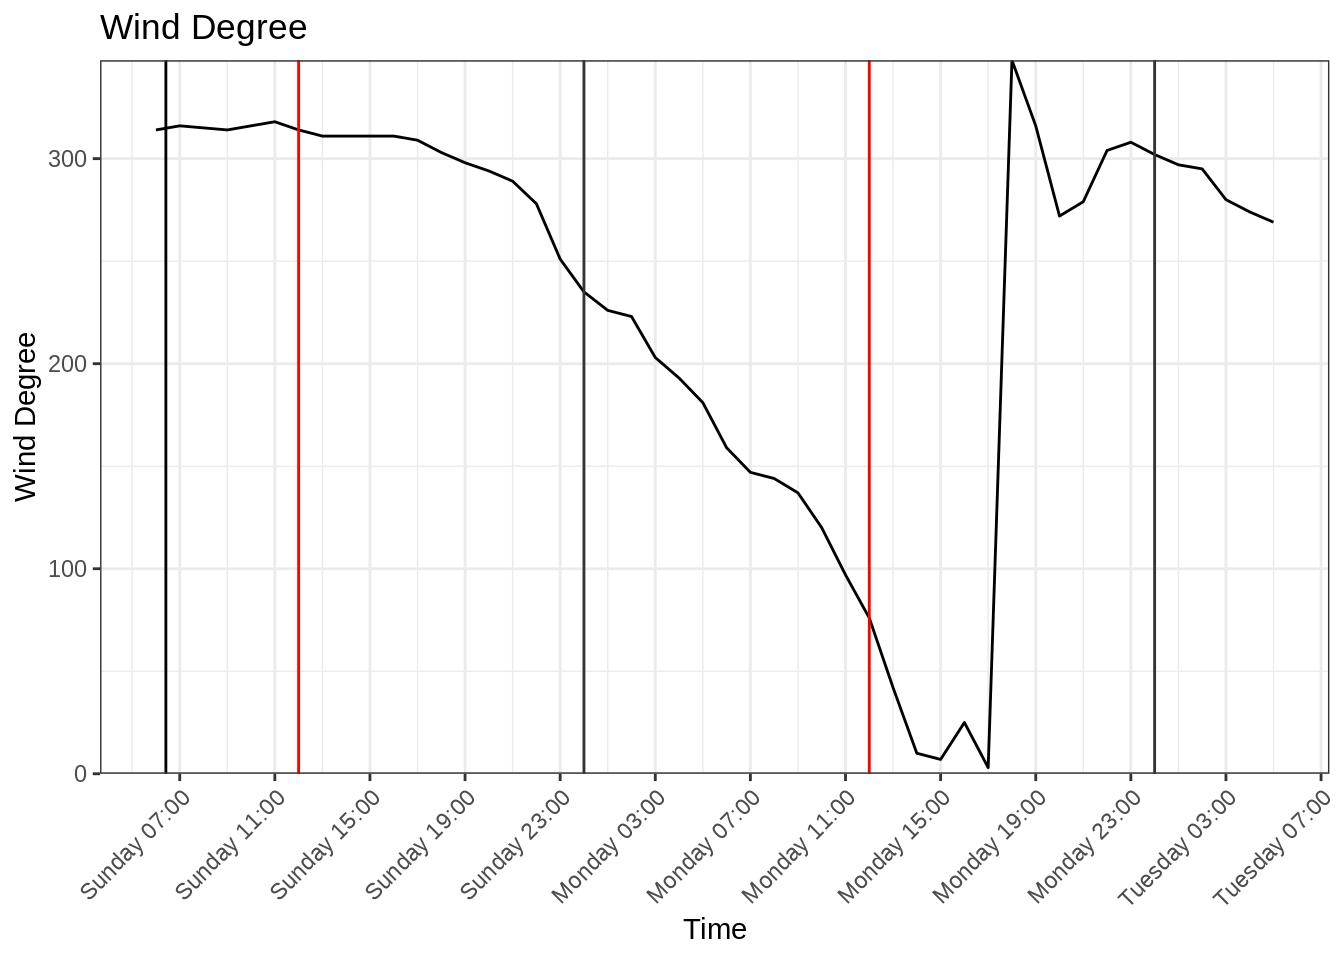 Wind Degree
Wind Degree
300
200
100
0
Sunday 07:00
Sunday 11:00
Sunday 15:00
Sunday 19:00
Sunday 23:00
Monday 03:00
Monday 07:00
Monday 11:00
Monday 15:00
Monday 19:00
Monday 23:00
Tuesday 03:00
Tuesday 07:00
Time